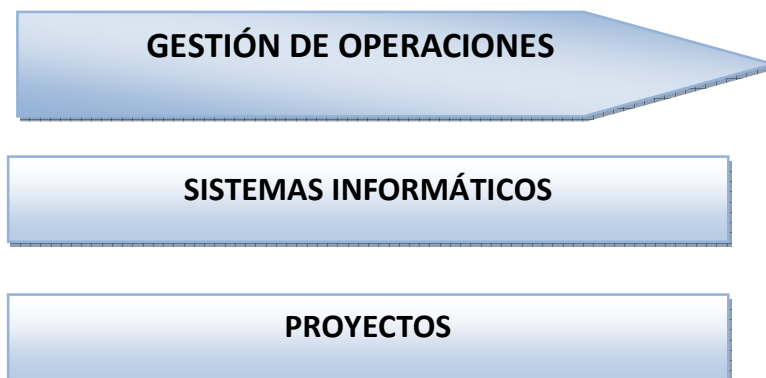 GESTIÓN DE OPERACIONES
SISTEMAS INFORMÁTICOS
PROYECTOS